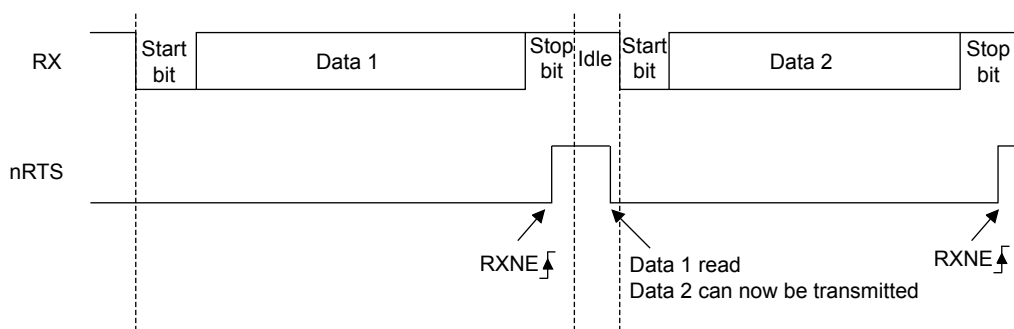 RX
Start bit
Data 1
Stop bit
Idle
Start bit
Data 2
Stop bit
nRTS
RXNE
Data 1 read
Data 2 can now be transmitted
RXNE